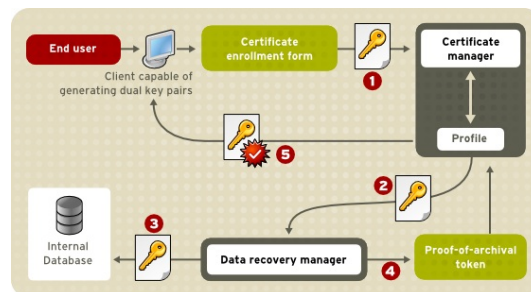 End user
Certificate
enrollment form
1
Certificate
manager
Client capable of
generating dual key pairs
Profile
5
2
3
Internal
Database
Data recovery manager
4
Proof-of-archival
token